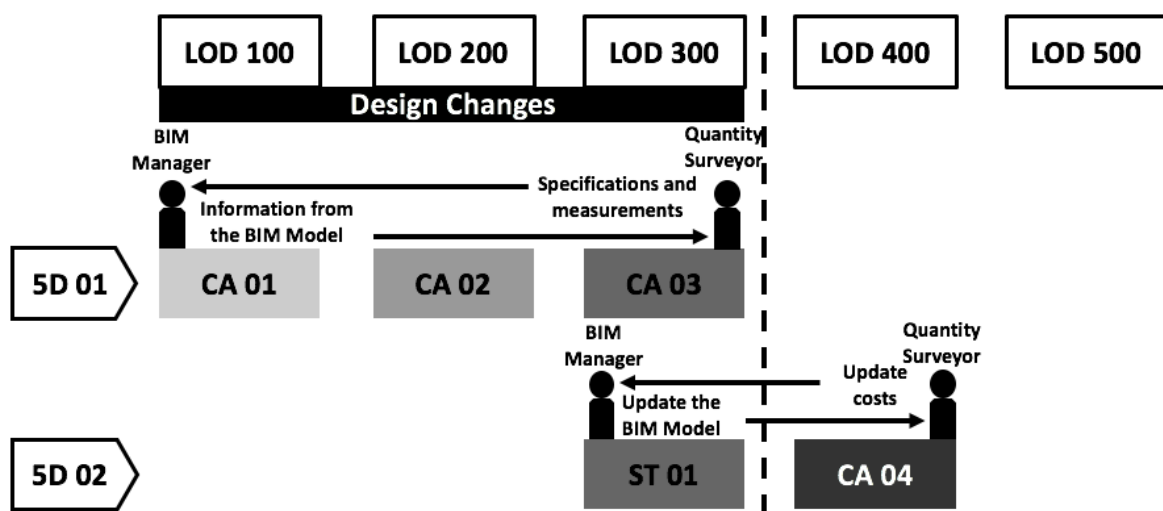 LOD 100
LOD 200
LOD 300
LOD 400
LOD 500
Design Changes
BIM
Manager
Quantity
Surveyor
Specifications and
measurements
Information from
the BIM Model
5D 01
CA 01
CA 02
CA 03
BIM
Manager
Quantity
Surveyor
Update
costs
Update the
BIM Model
5D 02
ST 01
CA 04